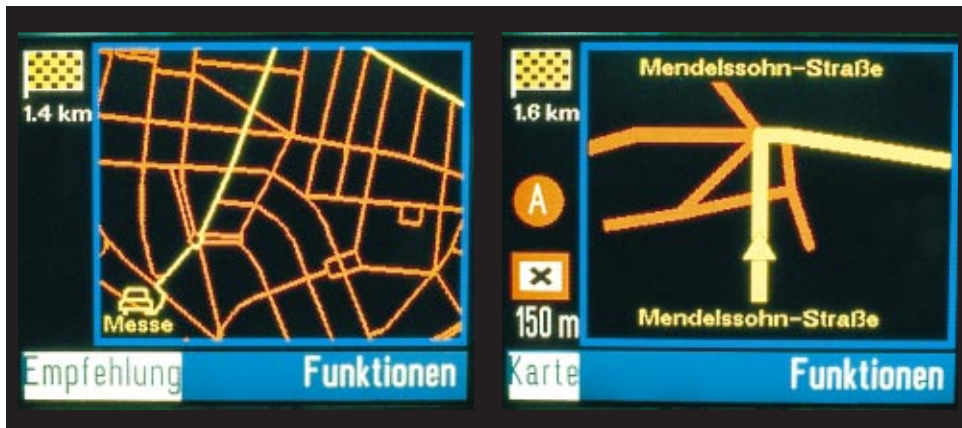 1.4 km
Messe
Empfehlung
Funktionen
Mendelssohn-Straße
1.6 km
A
150 m
Mendelssohn-Straße
Karte
Funktionen